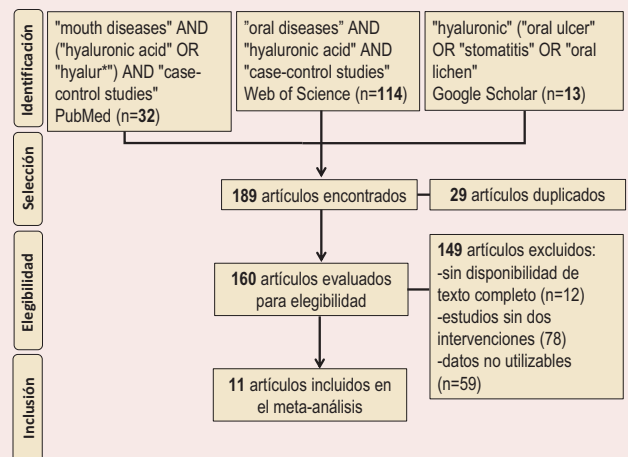 Identificación
"mouth diseases" AND
("hyaluronic acid" OR
"hyalur*") AND "case-
control studies"
PubMed (n=32)
"oral diseases” AND
"hyaluronic acid" AND
"case-control studies"
Web of Science (n=114)
"hyaluronic" ("oral ulcer"
OR "stomatitis" OR "oral
lichen"
Google Scholar (n=13)
Selección
189 artículos encontrados
29 artículos duplicados
Elegibilidad
160 artículos evaluados
para elegibilidad
149 artículos excluidos:
-sin disponibilidad de
texto completo (n=12)
-estudios sin dos
intervenciones (78)
-datos no utilizables
(n=59)
Inclusión
11 artículos incluidos en
el meta-análisis